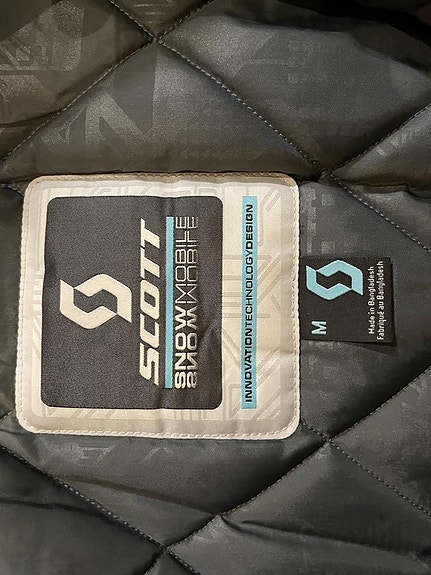 SCOTT
SNOWMOBILE
INNOVATIONTECHNOLOGYDESIGN
M
Made in Bangladesh
Fabriqué au Bangladesh